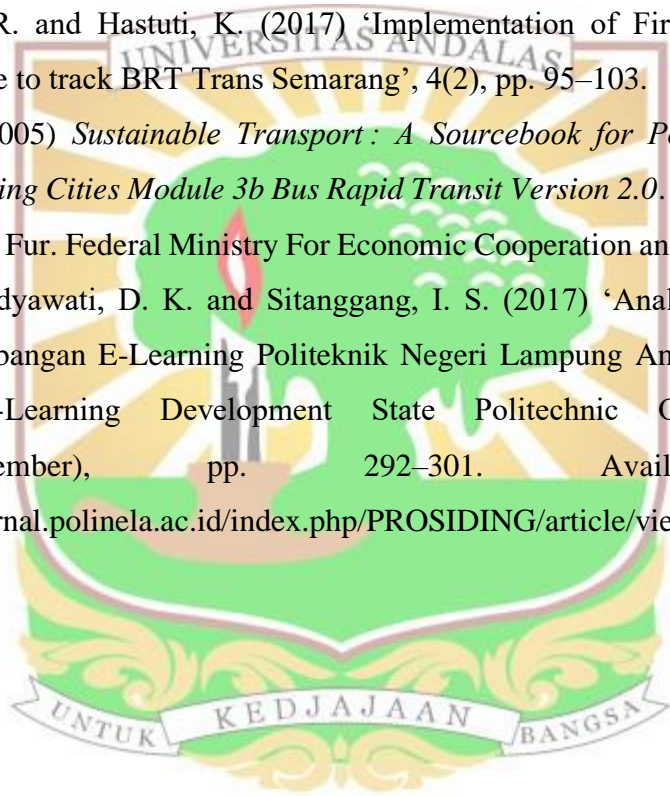 R. and Hastuti, K. (2017) ‘Implementation of Fir
UNIVERSITAS ANDALAS
e to track BRT Trans Semarang’, 4(2), pp. 95–103.
005) Sustainable Transport : A Sourcebook for Po
ing Cities Module 3b Bus Rapid Transit Version 2.0.
Fur. Federal Ministry For Economic Cooperation an
dyawati, D. K. and Sitanggang, I. S. (2017) ‘Anal
bangan E-Learning Politeknik Negeri Lampung An
-Learning Development State Politechnic O
ember), pp. 292–301. Avail
rnal.polinela.ac.id/index.php/PROSIDING/article/vie
UNTUK KEDJAJAAN BANGSA